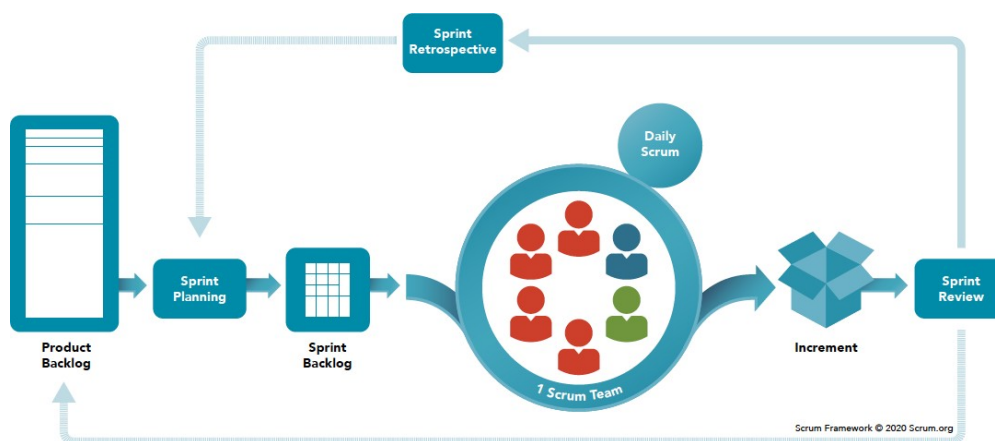 Sprint
Retrospective
Daily
Scrum
Sprint
Planning
Sprint
Review
Product
Backlog
Sprint
Backlog
Increment
1 Scrum Team
Scrum Framework © 2020 Scrum.org